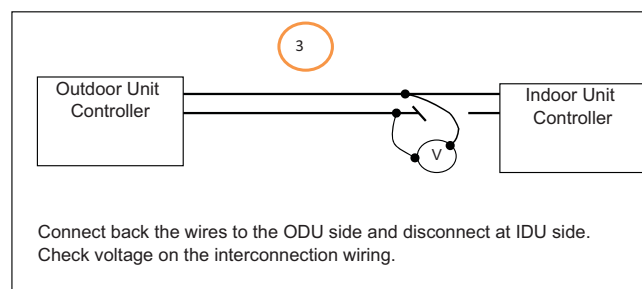 3
Outdoor Unit
Controller
Indoor Unit
Controller
V
Connect back the wires to the ODU side and disconnect at IDU side.
Check voltage on the interconnection wiring.